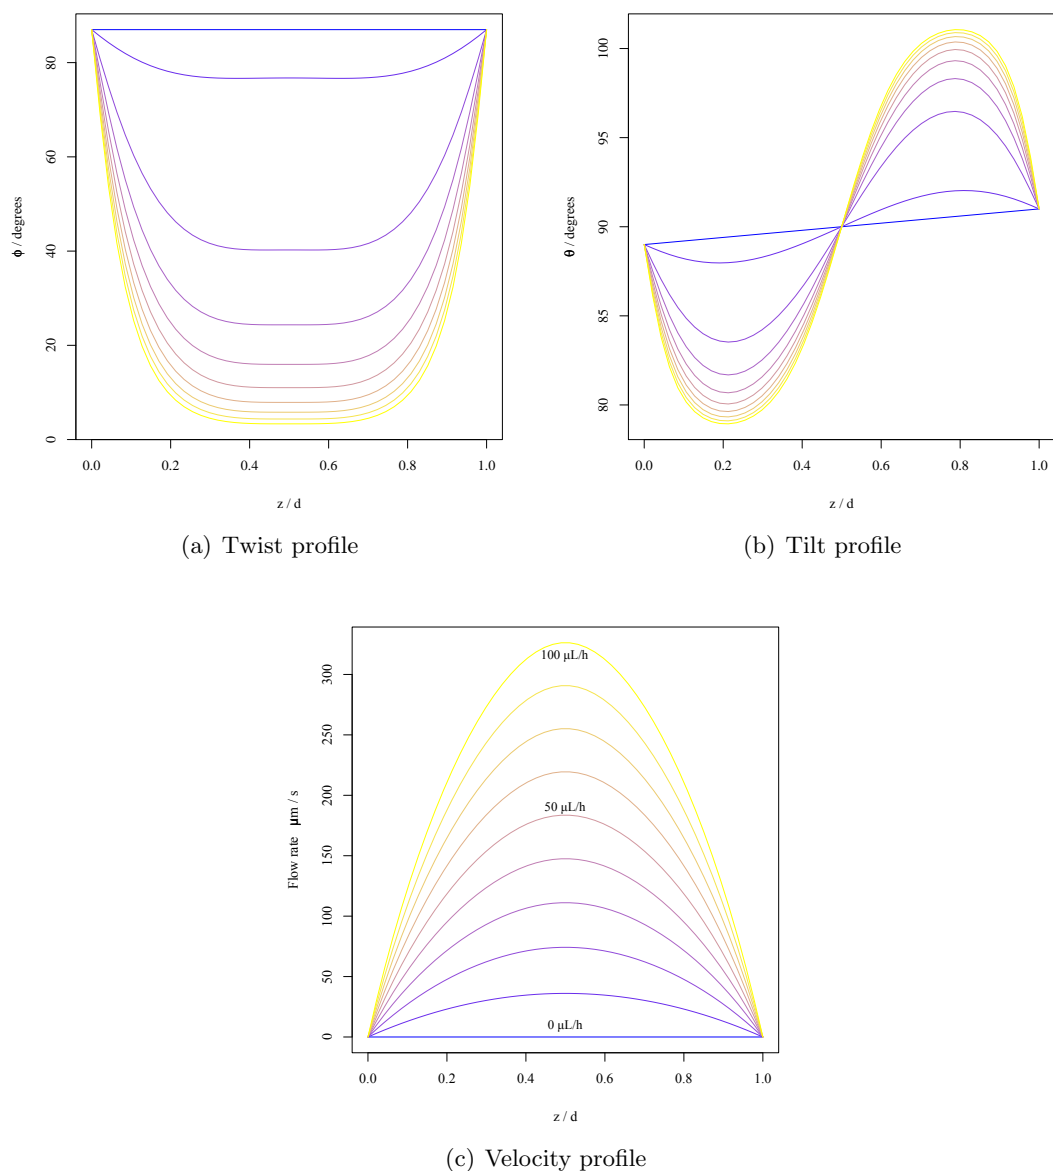 80
60
40
20
0
ϕ / degrees
0.0 0.2 0.4 0.6 0.8 1.0
z / d
(a) Twist profile
100
95
90
85
80
θ / degrees
0.0 0.2 0.4 0.6 0.8 1.0
z / d
(b) Tilt profile
300
250
200
150
100
50
0
Flow rate μm / s
100 μL/h
50 μL/h
0 μL/h
0.0 0.2 0.4 0.6 0.8 1.0
z / d
(c) Velocity profile